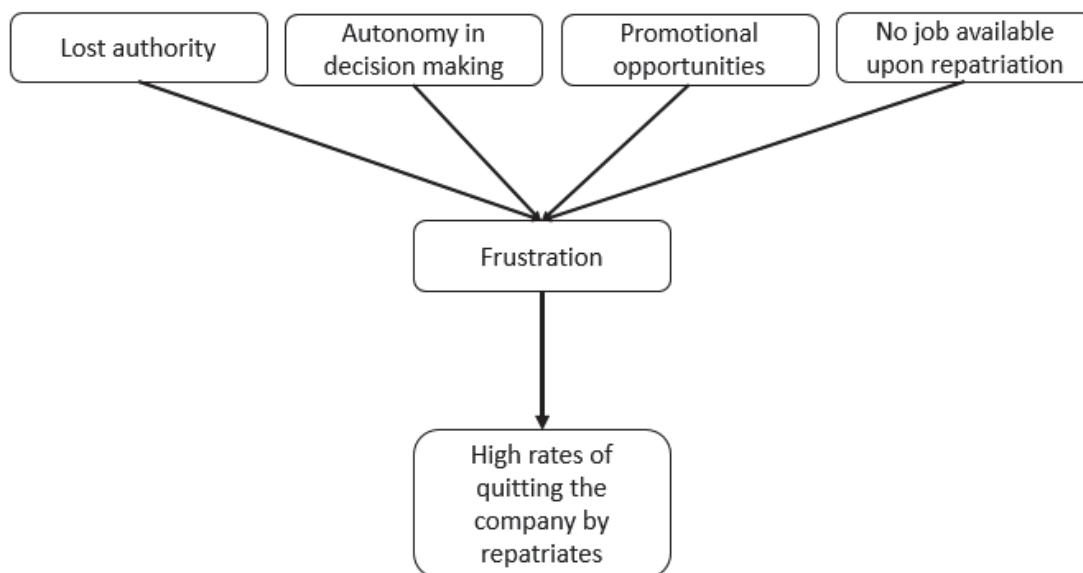 Lost authority
Autonomy in
decision making
Promotional
opportunities
No job available
upon repatriation
Frustration
High rates of
quitting the
company by
repatriates